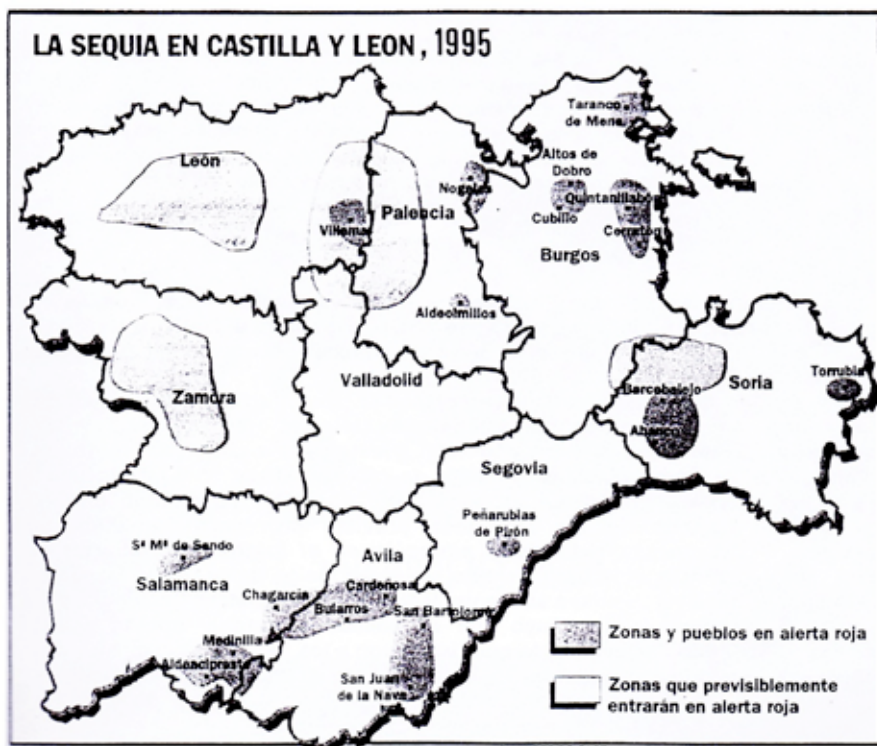 LA SEQUIA EN CASTILLA Y LEON, 1995
Taranco
de Mena
León
Altos de
Dobro
Nogales
Quintanillabón
Palencia
Cubillo
Villamar
Cerratón
Burgos
Aldeolmillos
Valladolid
Soria
Torrubia
Zamora
Barcebalejo
Abanco
Segovia
Peñarubias
de Pirón
Sª Mª de Sando
Avila
Salamanca
Cardeñosa
Chagarcía
Bularros
San Bartolomé
Medinilla
Aldeacipreste
San Juan
de la Nava
Zonas y pueblos en alerta roja
Zonas que previsiblemente
entrarán en alerta roja